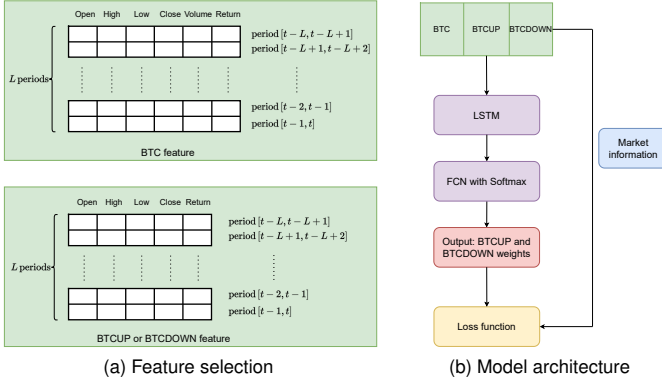 Open High Low Close Volume Return
L periods
period [t − L, t − L + 1]
period [t − L + 1, t − L + 2]
period [t − 2, t − 1]
period [t − 1, t]
BTC feature
Open High Low Close Return
L periods
period [t − L, t − L + 1]
period [t − L + 1, t − L + 2]
period [t − 2, t − 1]
period [t − 1, t]
BTCUP or BTCDOWN feature
(a) Feature selection
BTC BTCUP BTCDOWN
LSTM
Market
information
FCN with Softmax
Output: BTCUP and
BTCDOWN weights
Loss function
(b) Model architecture